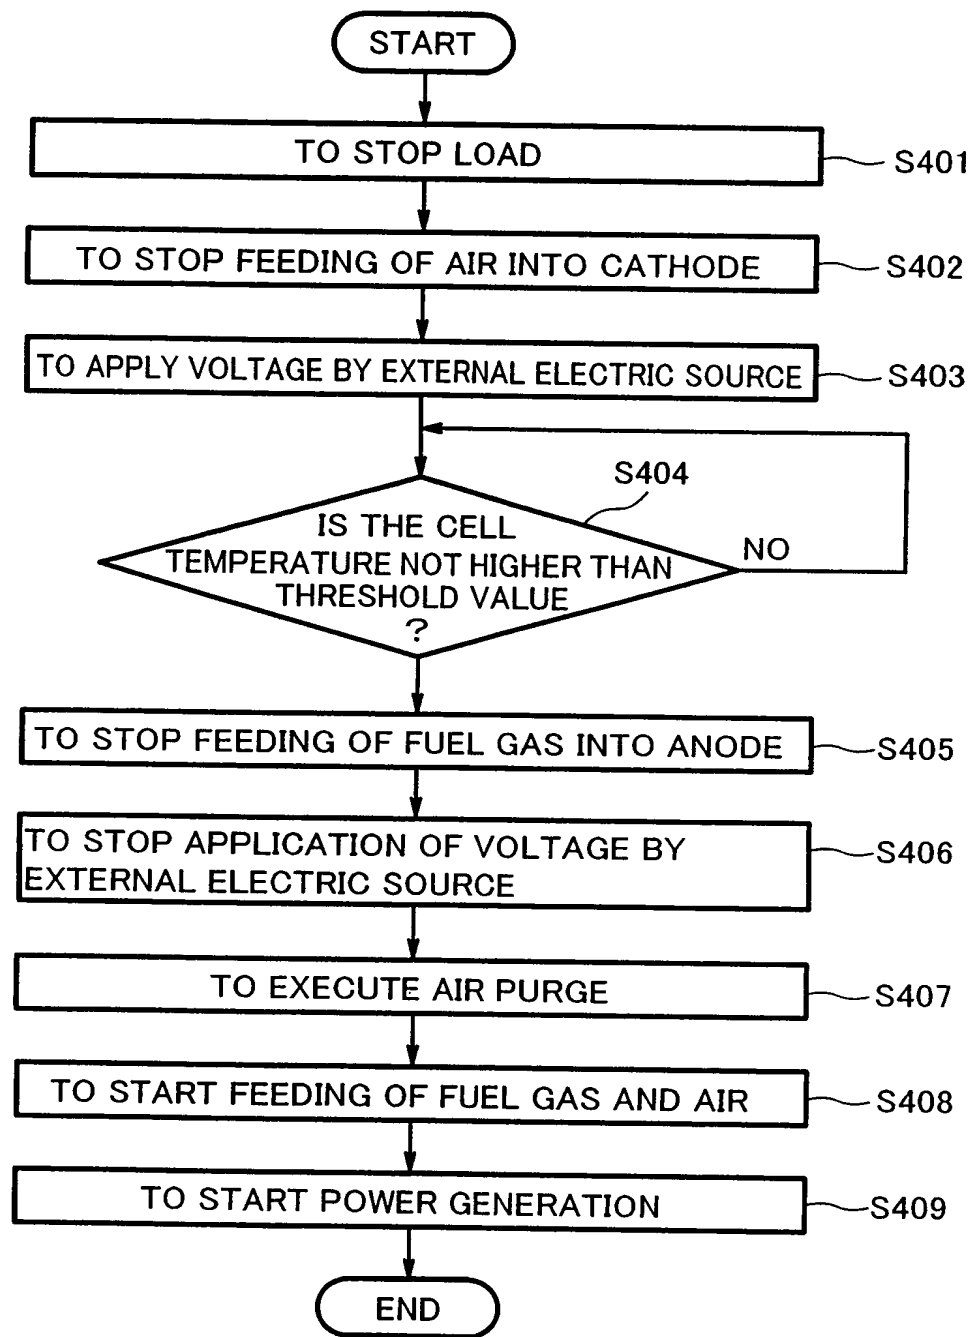 START
TO STOP LOAD
S401
TO STOP FEEDING OF AIR INTO CATHODE
S402
TO APPLY VOLTAGE BY EXTERNAL ELECTRIC SOURCE
S403
S404
IS THE CELL
TEMPERATURE NOT HIGHER THAN
THRESHOLD VALUE
?
NO
TO STOP FEEDING OF FUEL GAS INTO ANODE
S405
TO STOP APPLICATION OF VOLTAGE BY
EXTERNAL ELECTRIC SOURCE
S406
TO EXECUTE AIR PURGE
S407
TO START FEEDING OF FUEL GAS AND AIR
S408
TO START POWER GENERATION
S409
END